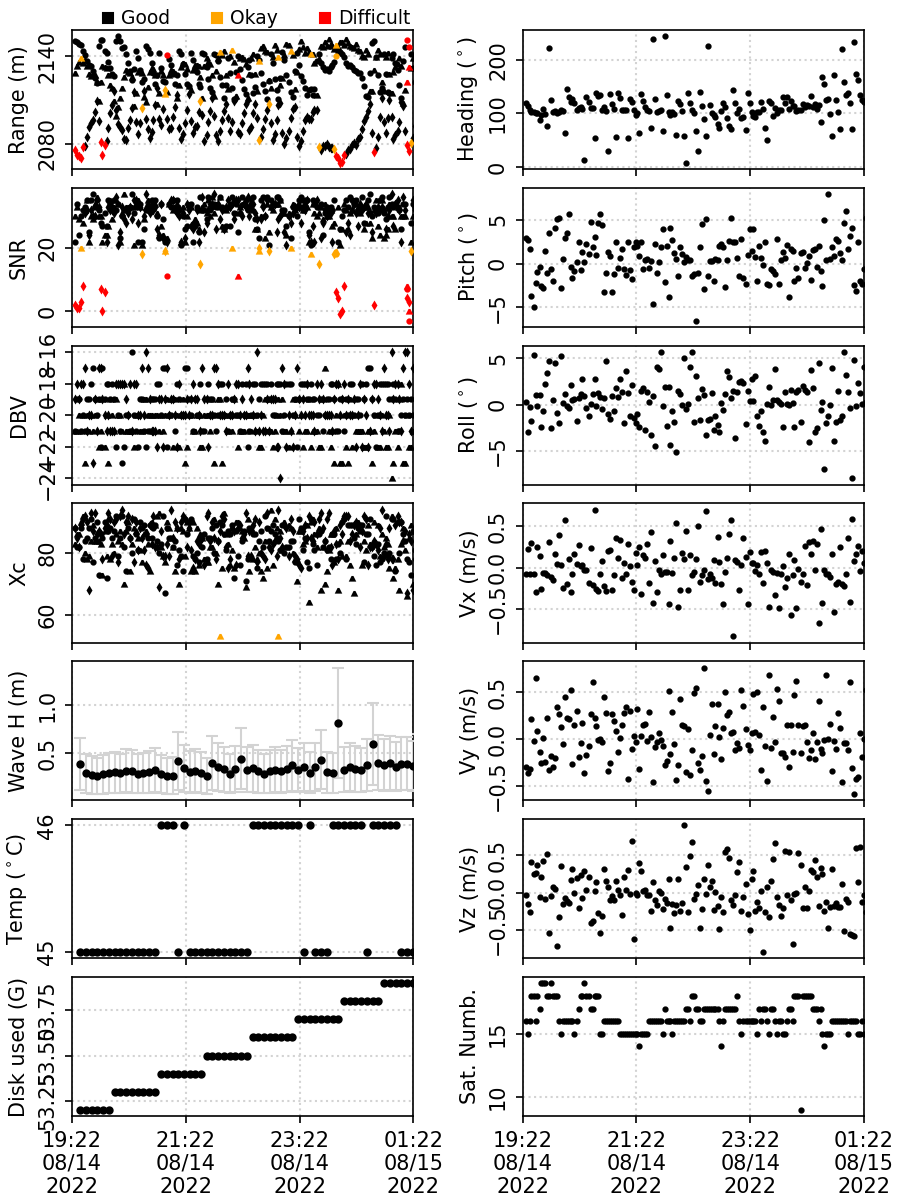 Good Okay Difficult
Range (m)
2140
2080
Heading (°)
200
100
0
SNR
20
0
Pitch (°)
5
0
−5
DBV
−16
−18
−20
−22
−24
Roll (°)
5
0
−5
Xc
80
60
Vx (m/s)
0.5
0.0
−0.5
Wave H (m)
1.0
0.5
Vy (m/s)
0.5
0.0
−0.5
Temp (°C)
46
45
Vz (m/s)
0.5
0.0
−0.5
Disk used (G)
53.75
53.50
53.25
Sat. Numb.
15
10
19:22 21:22 23:22 01:22
08/14 08/14 08/14 08/15
2022 2022 2022 2022
19:22 21:22 23:22 01:22
08/14 08/14 08/14 08/15
2022 2022 2022 2022